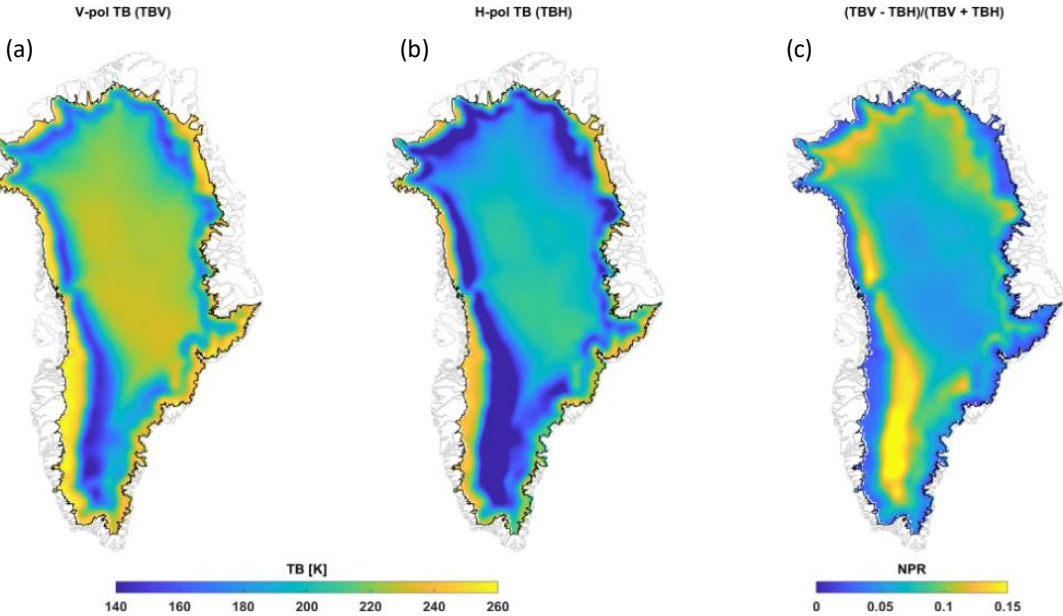 V-pol TB (TBV)
H-pol TB (TBH)
(TBV - TBH)/(TBV + TBH)
(a)
(b)
(c)
TB [K]
140 160 180 200 220 240 260
NPR
0 0.05 0.1 0.15